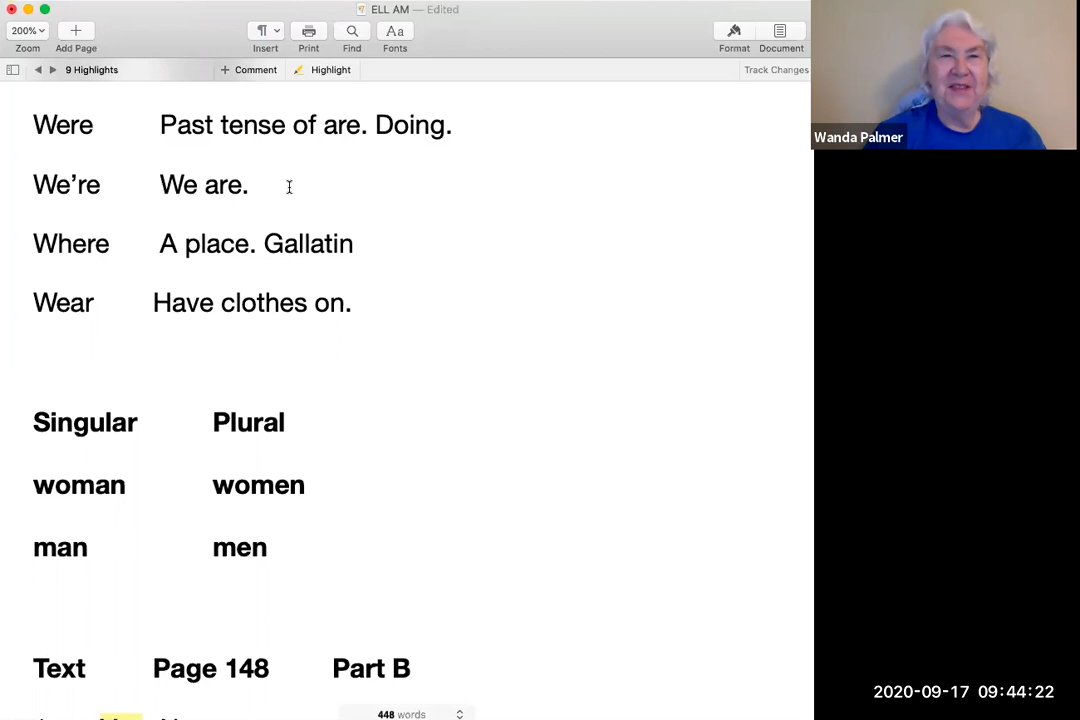 ELL AM — Edited
200%
Zoom
Add Page
Insert
Print
Aa
Find
Fonts
Format
Document
9 Highlights
+ Comment
Highlight
Track Changes
Wanda Palmer
Were Past tense of are. Doing.
We’re We are.
Where A place. Gallatin
Wear Have clothes on.
Singular Plural
woman women
man men
Text Page 148 Part B
448 words
2020-09-17 09:44:22